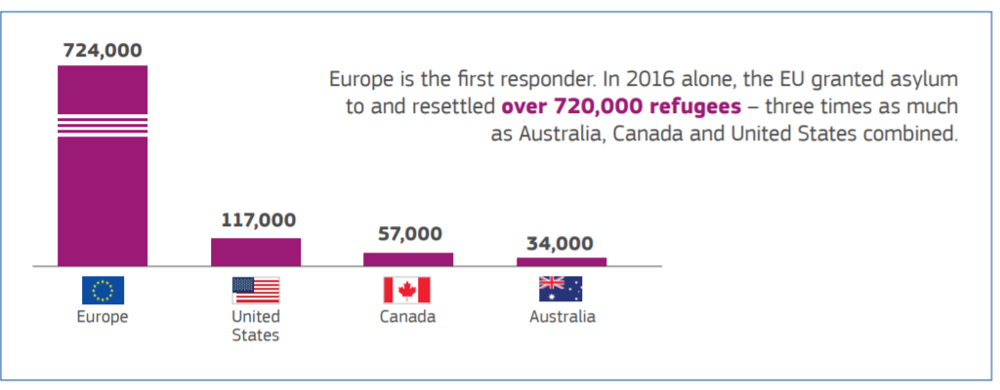 724,000
Europe is the first responder. In 2016 alone, the EU granted asylum
to and resettled over 720,000 refugees – three times as much
as Australia, Canada and United States combined.
117,000
57,000
34,000
Europe
United
States
Canada
Australia